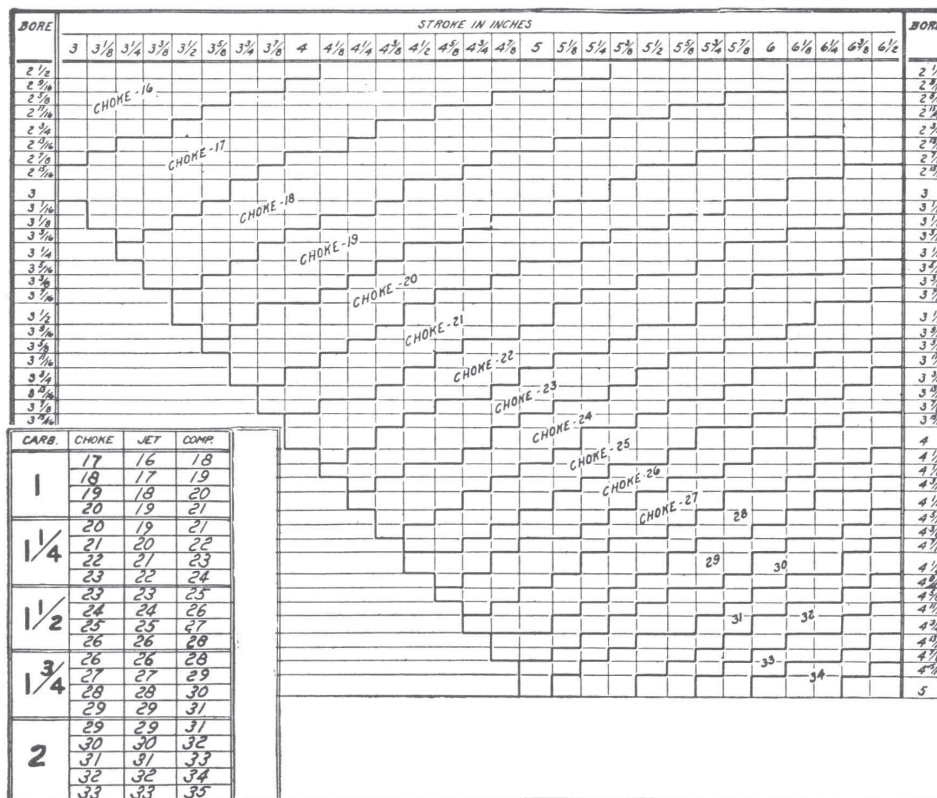 BORE STROKE IN INCHES BORE
3 3 1/8 3 1/4 3 3/8 3 1/2 3 5/8 3 3/4 3 7/8 4 4 1/8 4 1/4 4 3/8 4 1/2 4 5/8 4 3/4 4 7/8 5 5 1/8 5 1/4 5 3/8 5 1/2 5 5/8 5 3/4 5 7/8 6 6 1/8 6 1/4 6 3/8 6 1/2
2 1/2
2 9/16
2 5/8
2 11/16
2 3/4
2 13/16
2 7/8
2 15/16
3
3 1/16
3 1/8
3 3/16
3 1/4
3 5/16
3 3/8
3 7/16
3 1/2
3 9/16
3 5/8
3 11/16
3 3/4
3 13/16
3 7/8
3 15/16
CHOKE-16
CHOKE-17
CHOKE-18
CHOKE-19
CHOKE-20
CHOKE-21
CHOKE-22
CHOKE-23
CHOKE-24
CHOKE-25
CHOKE-26
CHOKE-27
28
29
30
31
32
33
34
3
4
5
CARB. CHOKE JET COMP.
1
17 16 18
18 17 19
19 18 20
20 19 21
1 1/4
20 19 21
21 20 22
22 21 23
23 22 24
1 1/2
23 23 25
24 24 26
25 25 27
26 26 28
1 3/4
26 26 28
27 27 29
28 28 30
29 29 31
2
29 29 31
30 30 32
31 31 33
32 32 34
33 33 35